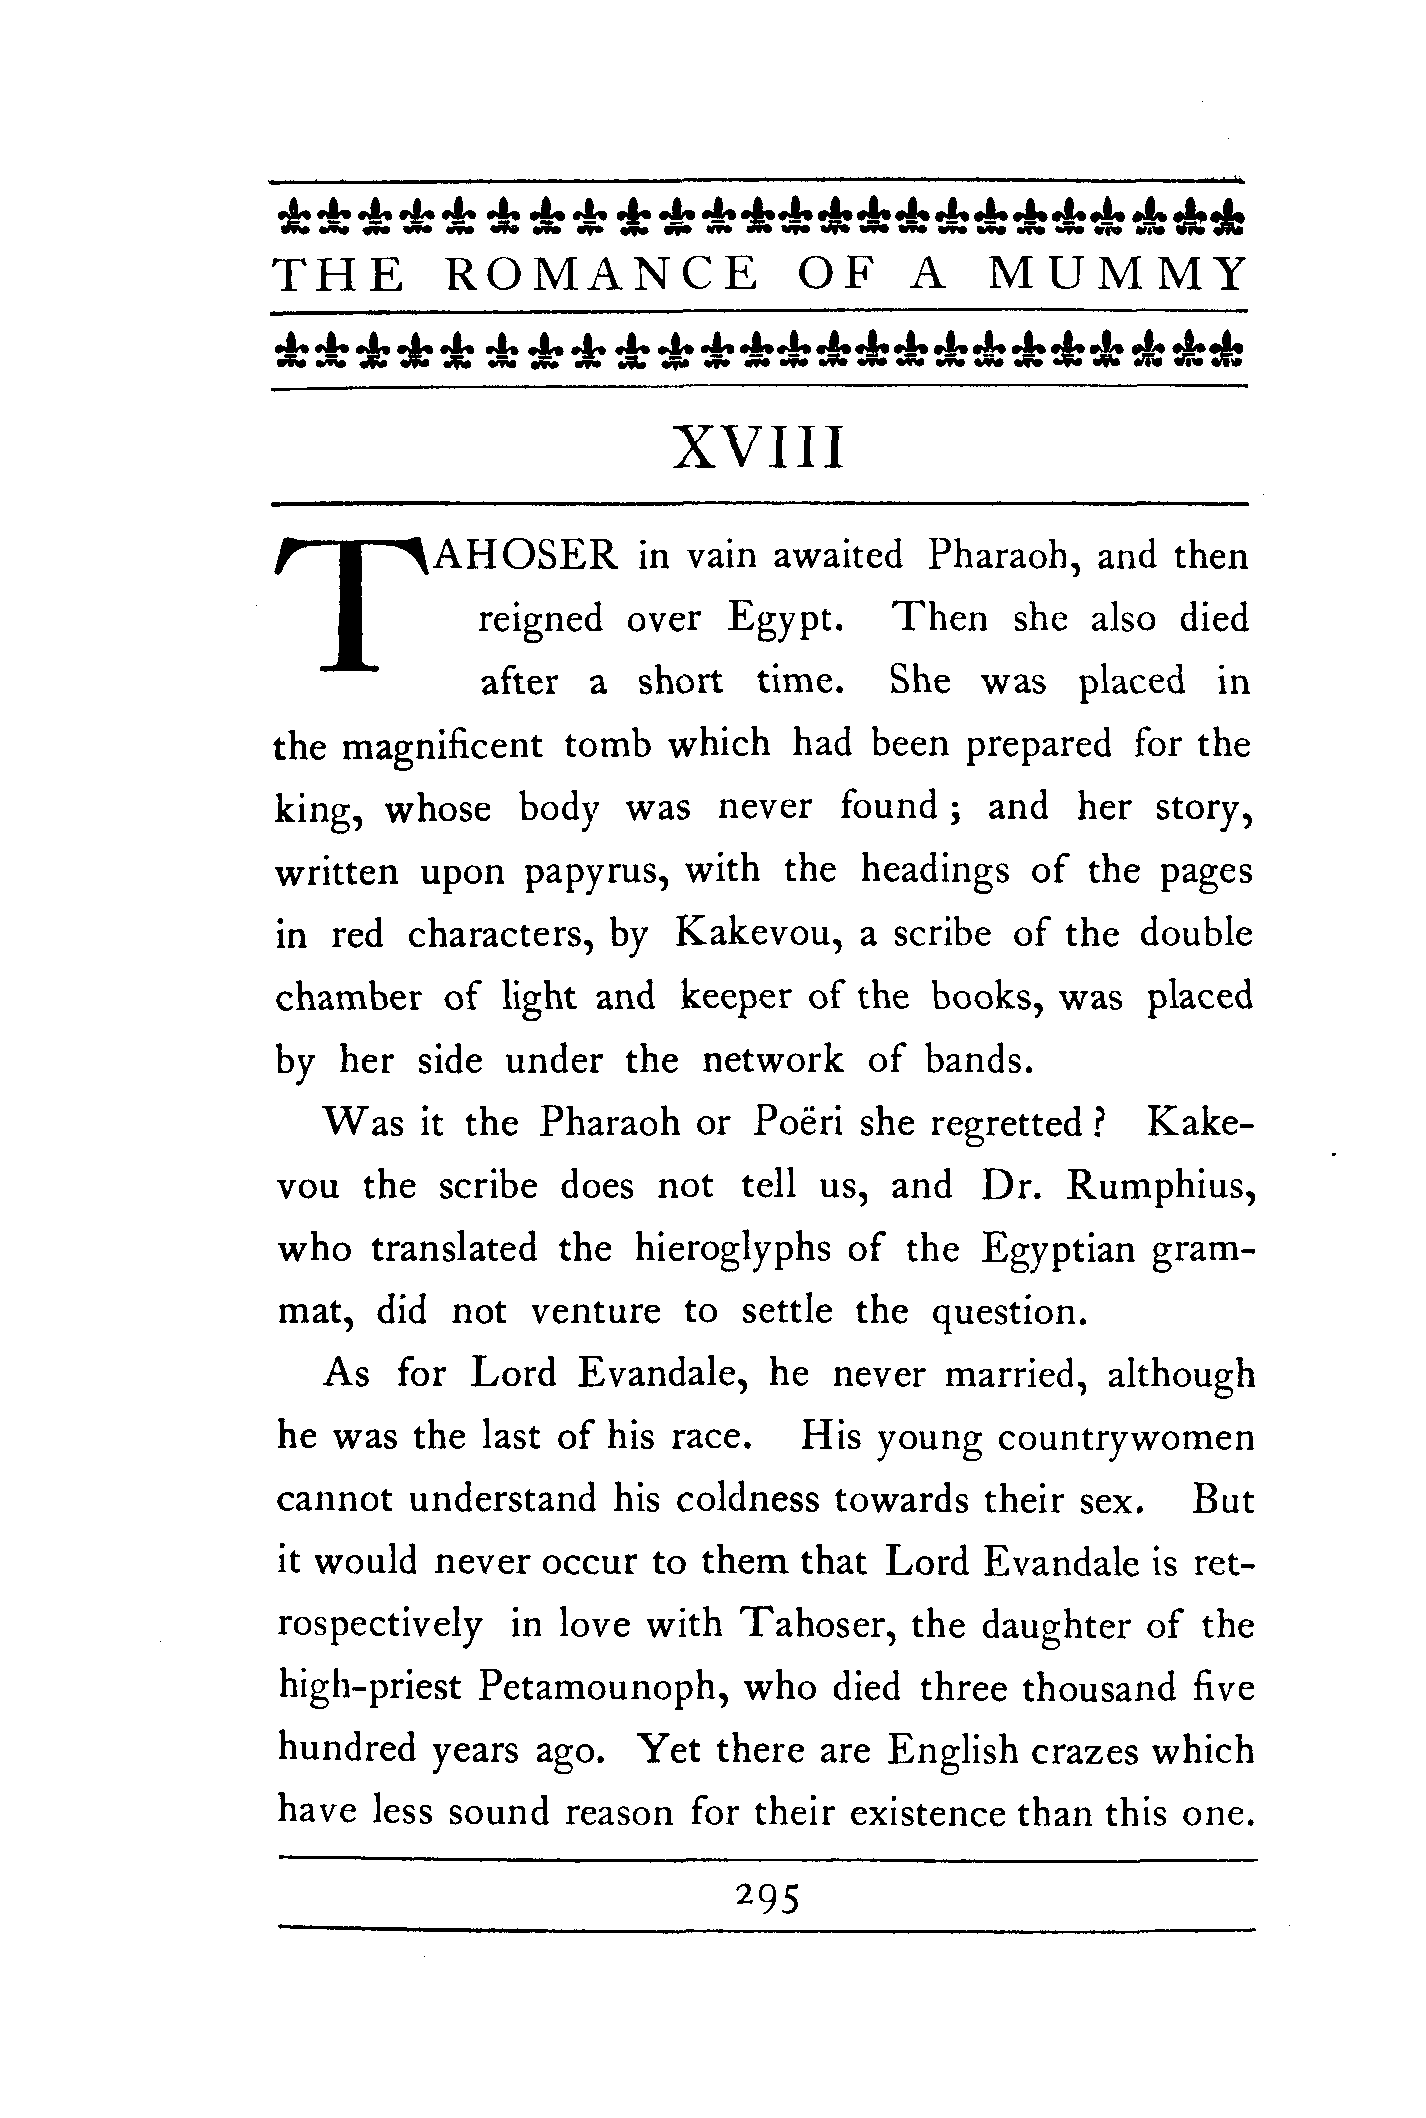 THE ROMANCE OF A MUMMY
XVIII
TAHOSER in vain awaited Pharaoh, and then
reigned over Egypt. Then she also died
after a short time. She was placed in
the magnificent tomb which had been prepared for the
king, whose body was never found ; and her story,
written upon papyrus, with the headings of the pages
in red characters, by Kakevou, a scribe of the double
chamber of light and keeper of the books, was placed
by her side under the network of bands.
Was it the Pharaoh or Poëri she regretted ? Kake-
vou the scribe does not tell us, and Dr. Rumphius,
who translated the hieroglyphs of the Egyptian gram-
mat, did not venture to settle the question.
As for Lord Evandale, he never married, although
he was the last of his race. His young countrywomen
cannot understand his coldness towards their sex. But
it would never occur to them that Lord Evandale is ret-
rospectively in love with Tahoser, the daughter of the
high-priest Petamounoph, who died three thousand five
hundred years ago. Yet there are English crazes which
have less sound reason for their existence than this one.
295